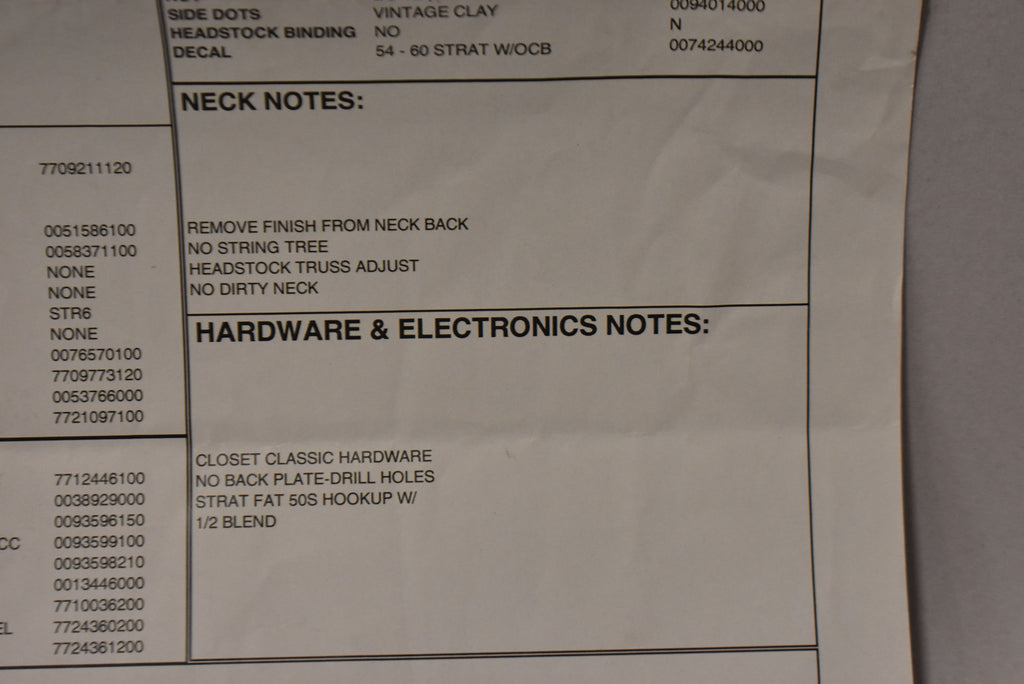 0094014000
SIDE DOTS VINTAGE CLAY N
HEADSTOCK BINDING NO
DECAL 54 - 60 STRAT W/OCB 0074244000
NECK NOTES:
REMOVE FINISH FROM NECK BACK
NO STRING TREE
HEADSTOCK TRUSS ADJUST
NO DIRTY NECK
HARDWARE & ELECTRONICS NOTES:
CLOSET CLASSIC HARDWARE
NO BACK PLATE-DRILL HOLES
STRAT FAT 50S HOOKUP W/
1/2 BLEND
7709211120
0051586100
0058371100
NONE
NONE
STR6
NONE
0076570100
7709773120
0053766000
7721097100
7712446100
0038929000
0093596150
CC 0093599100
0093598210
0013446000
7710036200
EL 7724360200
7724361200